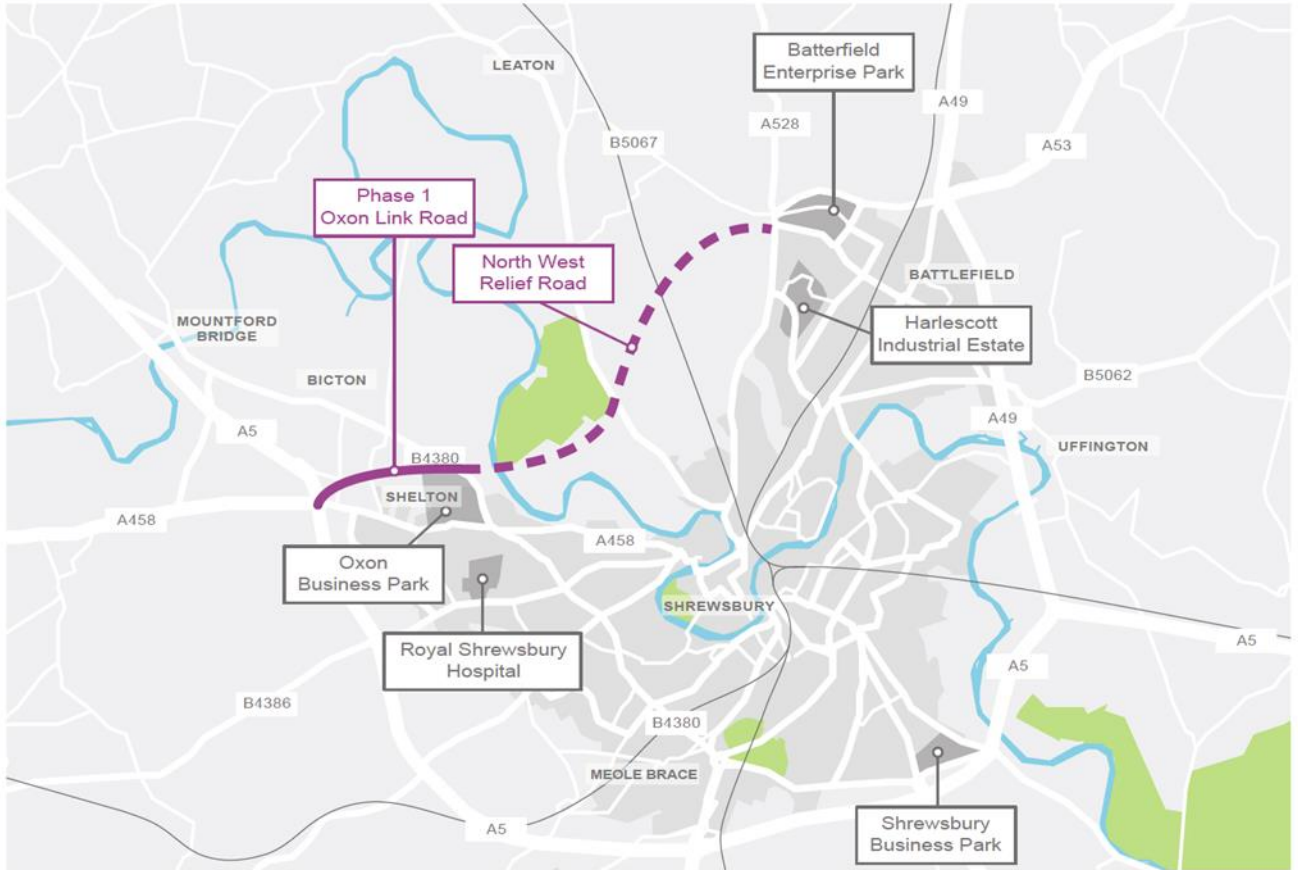 LEATON
Batterfield
Enterprise Park
A49
A528
B5067
A53
Phase 1
Oxon Link Road
North West
Relief Road
BATTLEFIELD
MOUNTFORD
BRIDGE
Harlescott
Industrial Estate
BICTON
B5062
A5
A49
UFFINGTON
B4380
SHELTON
A458
A458
Oxon
Business Park
SHREWSBURY
Royal Shrewsbury
Hospital
A5
A5
B4386
B4380
MEOLE BRACE
A5
Shrewsbury
Business Park